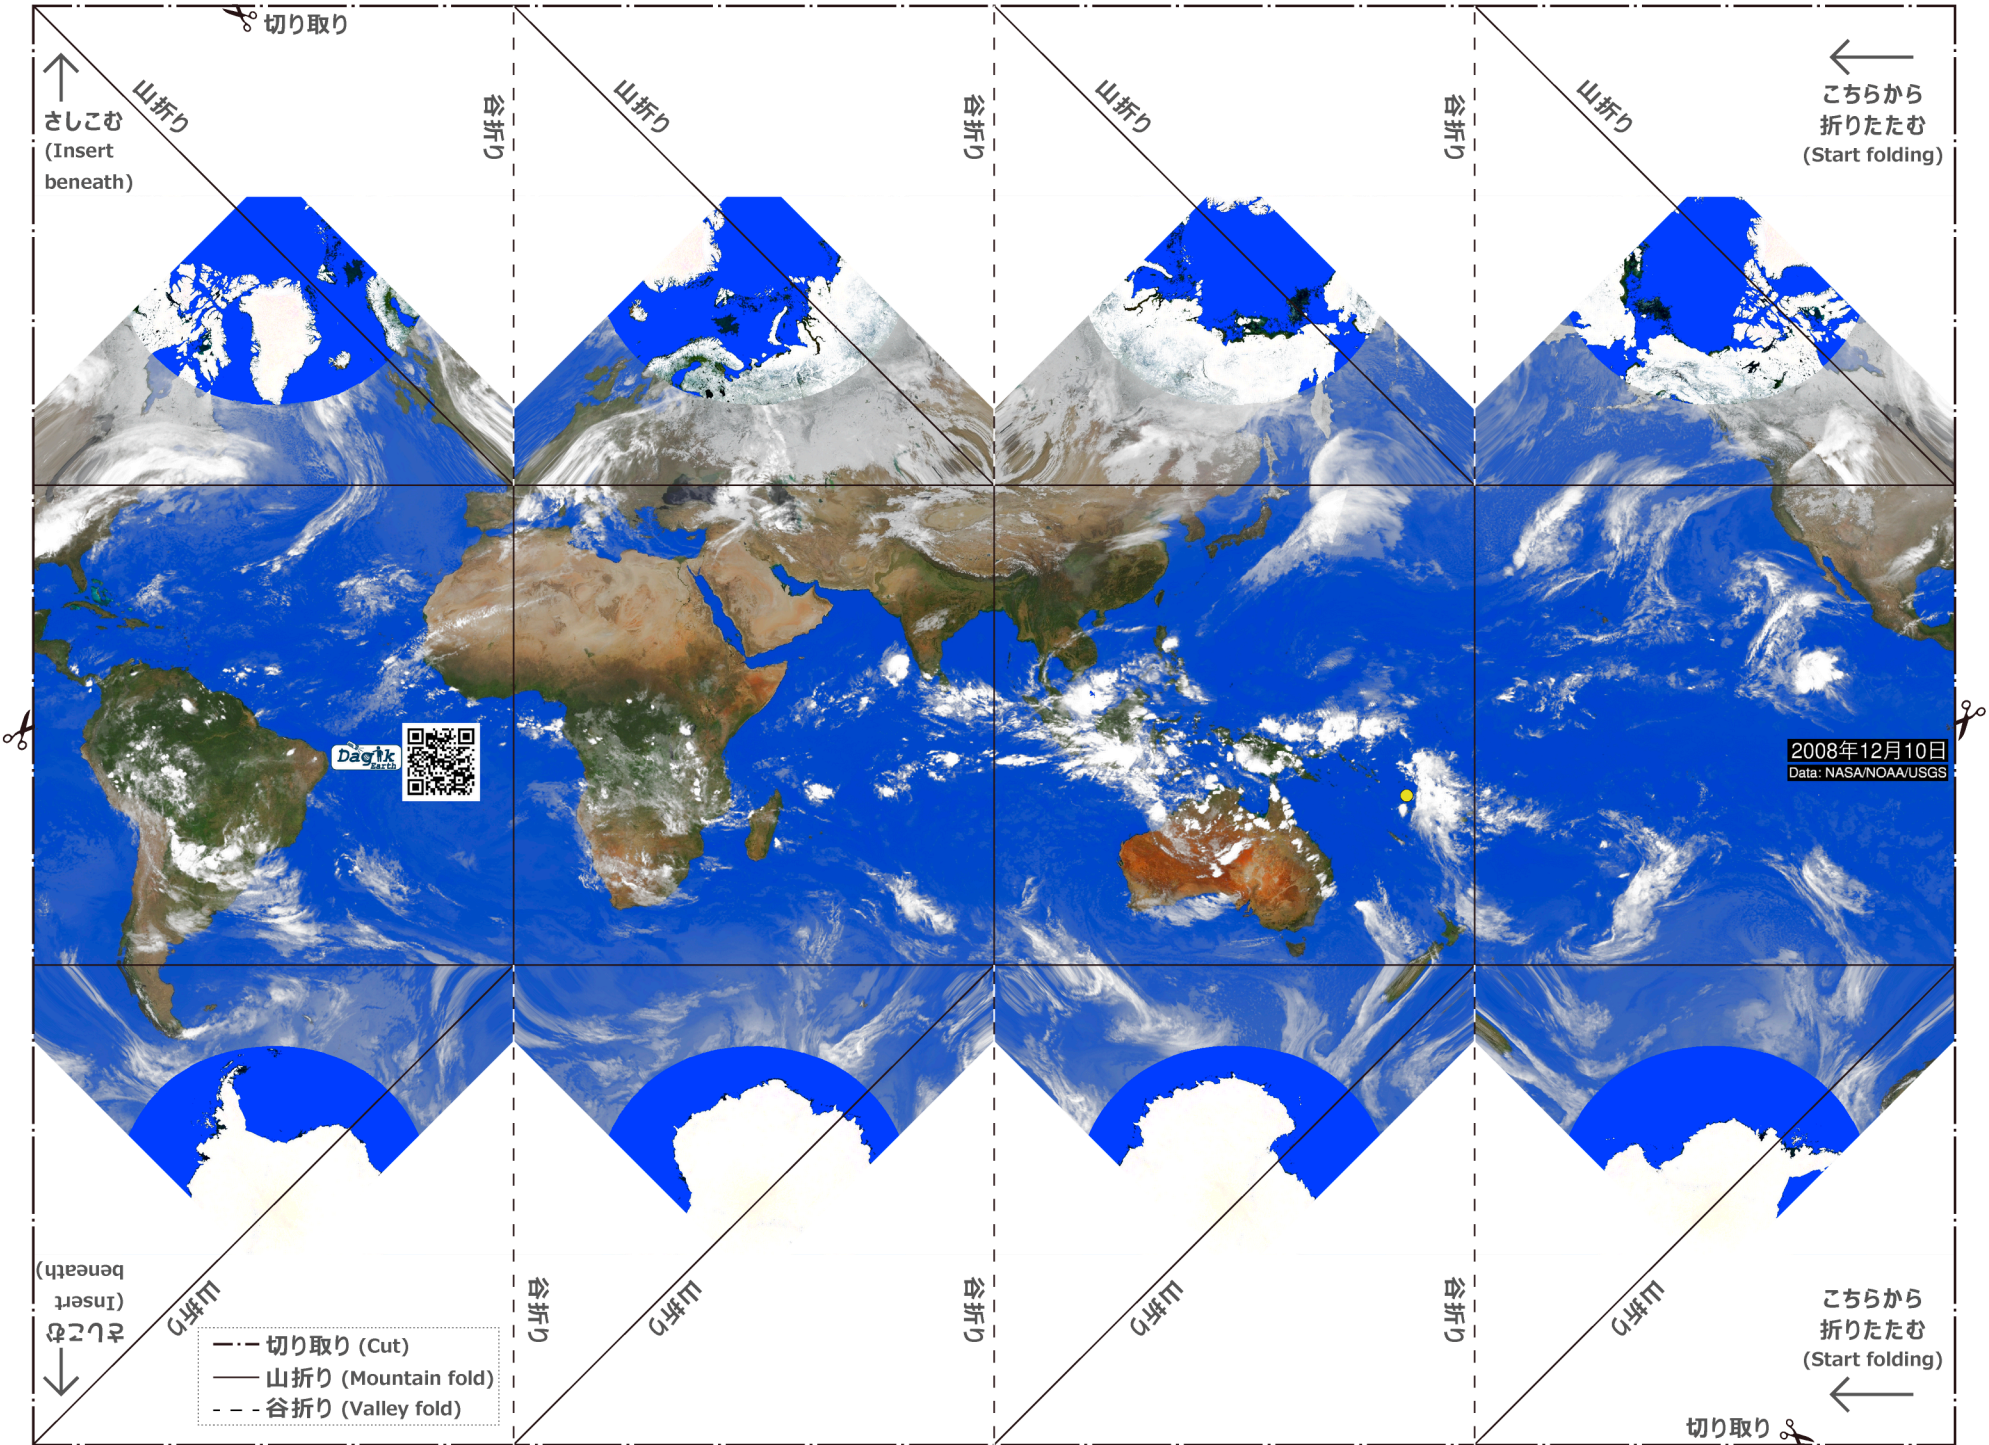 切り取り
さしこむ
(Insert
beneath)
山折り
谷折り
山折り
谷折り
山折り
谷折り
山折り
こちらから
折りたたむ
(Start folding)
Dagik
Earth
2008年12月10日
Data: NASA/NOAA/USGS
さしこむ
(Insert
beneath)
山折り
谷折り
山折り
谷折り
山折り
谷折り
山折り
こちらから
折りたたむ
(Start folding)
切り取り (Cut)
山折り (Mountain fold)
谷折り (Valley fold)
切り取り